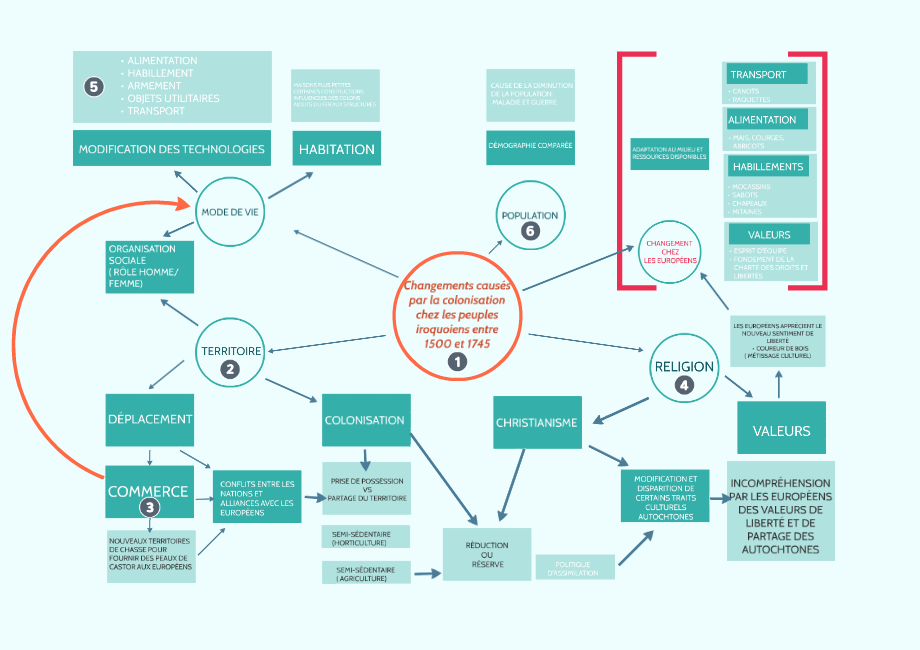 • ALIMENTATION
• HABILLEMENT
• ARMEMENT
• OBJETS UTILITAIRES
• TRANSPORT
5
MODIFICATION DES TECHNOLOGIES
MAISONS PLUS PETITES
CERTAINES CONSTRUCTIONS
INFLUENCÉES DES COLONS
HABITATION
CAUSE DE LA DIMINUTION
DE LA POPULATION
MALADIE ET GUERRE
DÉMOGRAPHIE COMPARÉE
ADAPTATION AU MILIEU ET
RESSOURCES DISPONIBLES
TRANSPORT
- CANOTS
- RAQUETTES
ALIMENTATION
- MAIS, COURGES,
ABRICOTS
HABILLEMENTS
- MOCASSINS
- SABOTS
- CHAPEAUX
- MITAINES
VALEURS
- ESPRIT D'ÉQUIPE
- FONDEMENT DE LA
CHARTE DES DROITS ET
LIBERTÉS
MODE DE VIE
POPULATION
6
CHANGEMENT
CHEZ
LES EUROPÉENS
ORGANISATION
SOCIALE
( RÔLE HOMME/
FEMME)
Changements causés
par la colonisation
chez les peuples
iroquoiens entre
1500 et 1745
1
TERRITOIRE
2
RELIGION
4
LES EUROPÉENS APPRÉCIENT LE
NOUVEAU SENTIMENT DE
LIBERTÉ
- COUREUR DE BOIS
( MÉTISSAGE CULTUREL)
DÉPLACEMENT
COLONISATION
CHRISTIANISME
VALEURS
COMMERCE
3
CONFLITS ENTRE LES
NATIONS ET
ALLIANCES AVEC LES
EUROPÉENS
PRISE DE POSSESSION
VS
PARTAGE DU TERRITOIRE
MODIFICATION ET
DISPARITION DE
CERTAINS TRAITS
CULTURELS
AUTOCHTONES
INCOMPRÉHENSION
PAR LES EUROPÉENS
DES VALEURS DE
LIBERTÉ ET DE
PARTAGE DES
AUTOCHTONES
NOUVEAUX TERRITOIRES
DE CHASSE POUR
FOURNIR DES PEAUX DE
CASTOR AUX EUROPÉENS
SEMI-SÉDENTAIRE
(HORTICULTURE)
SEMI-SÉDENTAIRE
( AGRICULTURE)
RÉDUCTION
OU
RÉSERVE
POLITIQUE
D'ASSIMILATION